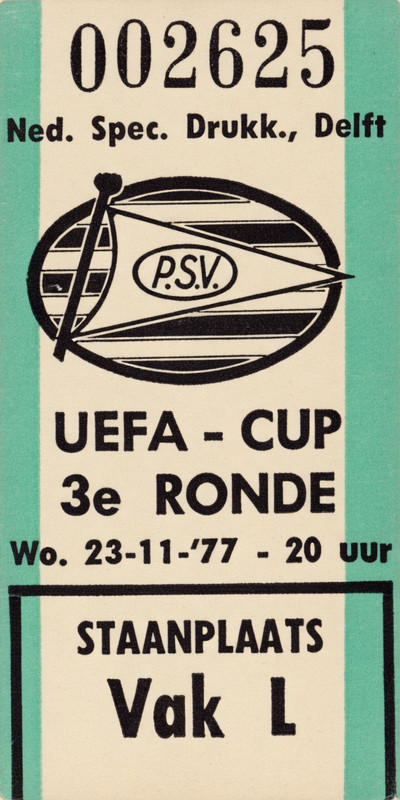 002625
Ned. Spec. Drukk., Delft
P.S.V.
UEFA - CUP
3e RONDE
Wo. 23-11-'77 - 20 uur
STAANPLAATS
Vak L